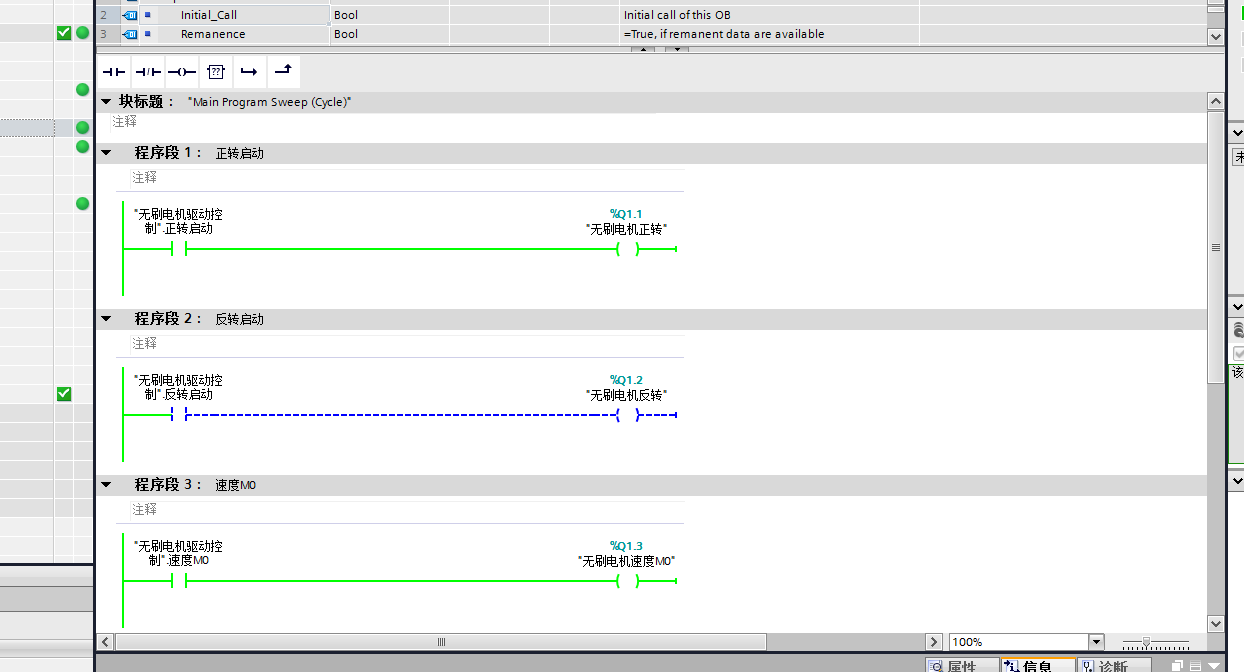 2 Initial_Call Bool Initial call of this OB
3 Remanence Bool =True, if remanent data are available
??
块标题： "Main Program Sweep (Cycle)"
注释
程序段 1： 正转启动
注释
"无刷电机驱动控
制".正转启动
%Q1.1
"无刷电机正转"
程序段 2： 反转启动
注释
"无刷电机驱动控
制".反转启动
%Q1.2
"无刷电机反转"
程序段 3： 速度M0
注释
"无刷电机驱动控
制".速度M0
%Q1.3
"无刷电机速度M0"
100%
属性 信息 诊断
未
该